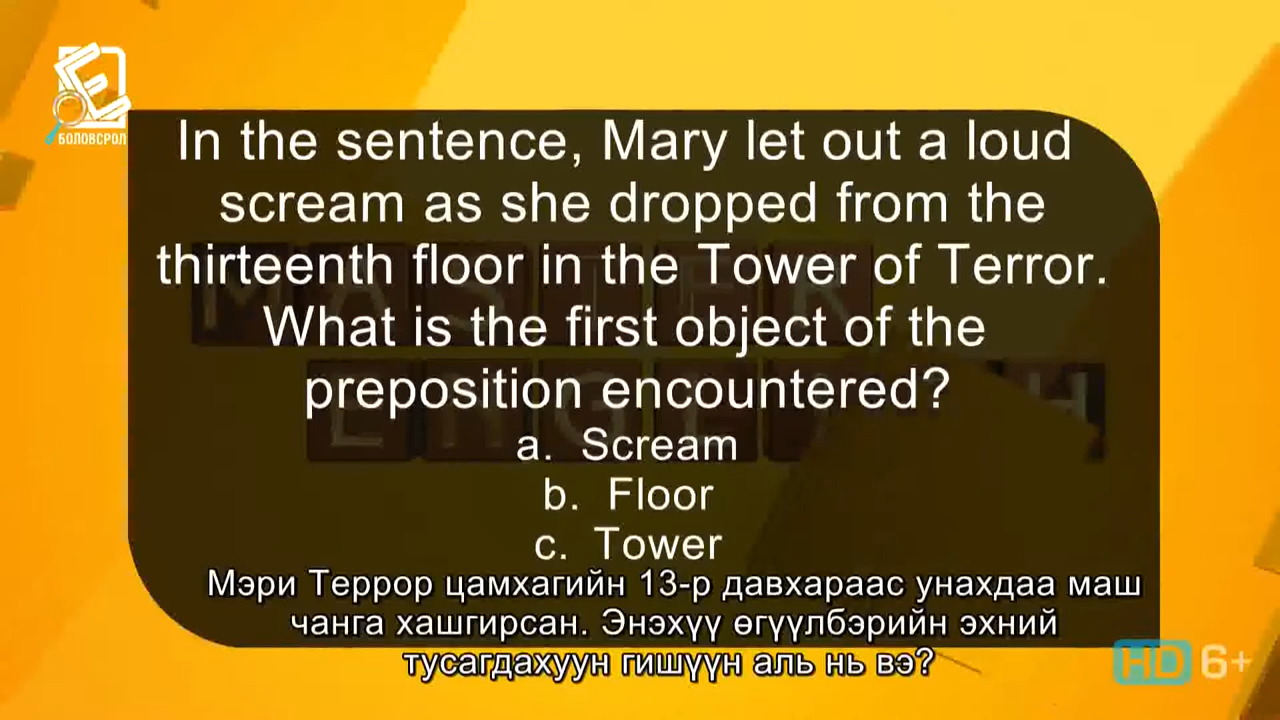 БОЛОВСРОЛ
In the sentence, Mary let out a loud
scream as she dropped from the
thirteenth floor in the Tower of Terror.
What is the first object of the
preposition encountered?
a. Scream
b. Floor
c. Tower
Мэри Террор цамхагийн 13-р давхараас унахдаа маш
чанга хашгирсан. Энэхүү өгүүлбэрийн эхний
тусагдахуун гишүүн аль нь вэ?
HD 6+